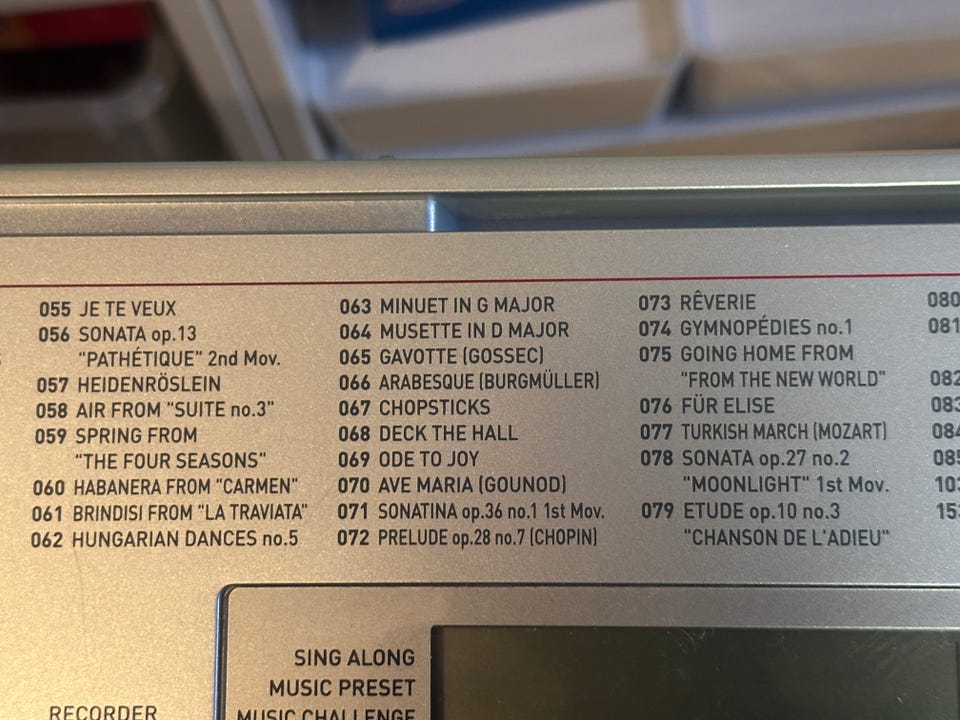 055 JE TE VEUX
056 SONATA op.13
"PATHÉTIQUE" 2nd Mov.
057 HEIDENRÖSLEIN
058 AIR FROM "SUITE no.3"
059 SPRING FROM
"THE FOUR SEASONS"
060 HABANERA FROM "CARMEN"
061 BRINDISI FROM "LA TRAVIATA"
062 HUNGARIAN DANCES no.5
063 MINUET IN G MAJOR
064 MUSETTE IN D MAJOR
065 GAVOTTE (GOSSEC)
066 ARABESQUE (BURGMÜLLER)
067 CHOPSTICKS
068 DECK THE HALL
069 ODE TO JOY
070 AVE MARIA (GOUNOD)
071 SONATINA op.36 no.1 1st Mov.
072 PRELUDE op.28 no.7 (CHOPIN)
073 RÊVERIE
074 GYMNOPÉDIES no.1
075 GOING HOME FROM
"FROM THE NEW WORLD"
076 FÜR ELISE
077 TURKISH MARCH (MOZART)
078 SONATA op.27 no.2
"MOONLIGHT" 1st Mov.
079 ETUDE op.10 no.3
"CHANSON DE L'ADIEU"
080
081
082
083
SING ALONG
MUSIC PRESET
MUSIC CHALLENGE
RECORDER